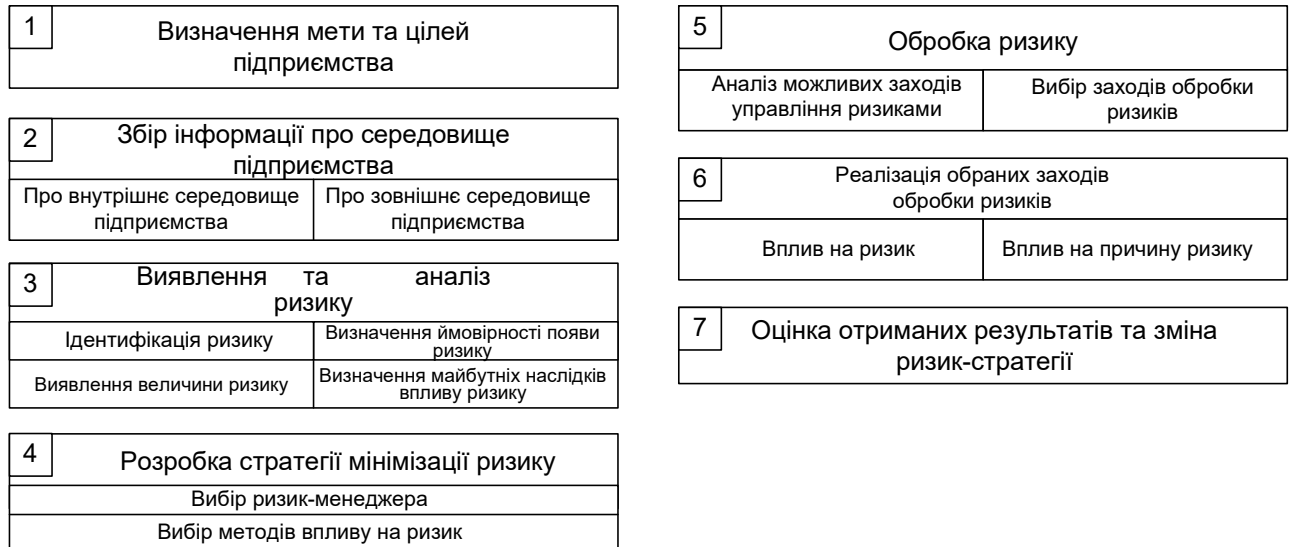 1
Визначення мети та цілей
підприємства
2
Збір інформації про середовище
підприємства
Про внутрішнє середовище
підприємства
Про зовнішнє середовище
підприємства
3
Виявлення та аналіз
ризику
Ідентифікація ризику
Визначення ймовірності появи
ризику
Виявлення величини ризику
Визначення майбутніх наслідків
впливу ризику
4
Розробка стратегії мінімізації ризику
Вибір ризик-менеджера
Вибір методів впливу на ризик
5
Обробка ризику
Аналіз можливих заходів
управління ризиками
Вибір заходів обробки
ризиків
6
Реалізація обраних заходів
обробки ризиків
Вплив на ризик
Вплив на причину ризику
7
Оцінка отриманих результатів та зміна
ризик-стратегії